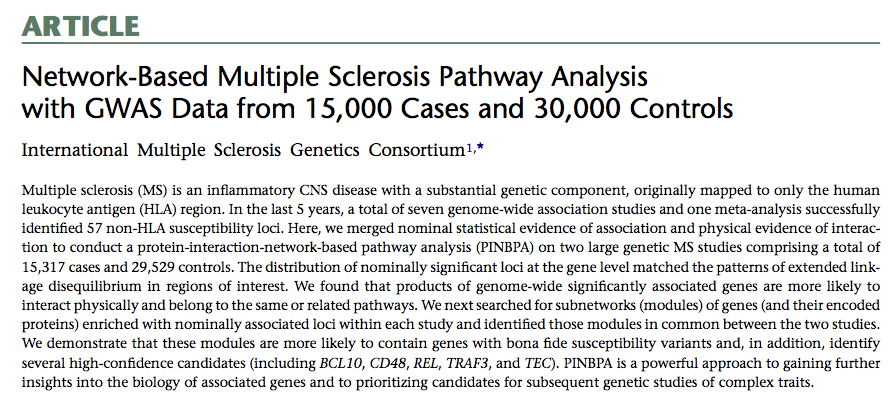 ARTICLE
Network-Based Multiple Sclerosis Pathway Analysis
with GWAS Data from 15,000 Cases and 30,000 Controls
International Multiple Sclerosis Genetics Consortium1,*
Multiple sclerosis (MS) is an inflammatory CNS disease with a substantial genetic component, originally mapped to only the human
leukocyte antigen (HLA) region. In the last 5 years, a total of seven genome-wide association studies and one meta-analysis successfully
identified 57 non-HLA susceptibility loci. Here, we merged nominal statistical evidence of association and physical evidence of interac-
tion to conduct a protein-interaction-network-based pathway analysis (PINBPA) on two large genetic MS studies comprising a total of
15,317 cases and 29,529 controls. The distribution of nominally significant loci at the gene level matched the patterns of extended link-
age disequilibrium in regions of interest. We found that products of genome-wide significantly associated genes are more likely to
interact physically and belong to the same or related pathways. We next searched for subnetworks (modules) of genes (and their encoded
proteins) enriched with nominally associated loci within each study and identified those modules in common between the two studies.
We demonstrate that these modules are more likely to contain genes with bona fide susceptibility variants and, in addition, identify
several high-confidence candidates (including BCL10, CD48, REL, TRAF3, and TEC). PINBPA is a powerful approach to gaining further
insights into the biology of associated genes and to prioritizing candidates for subsequent genetic studies of complex traits.